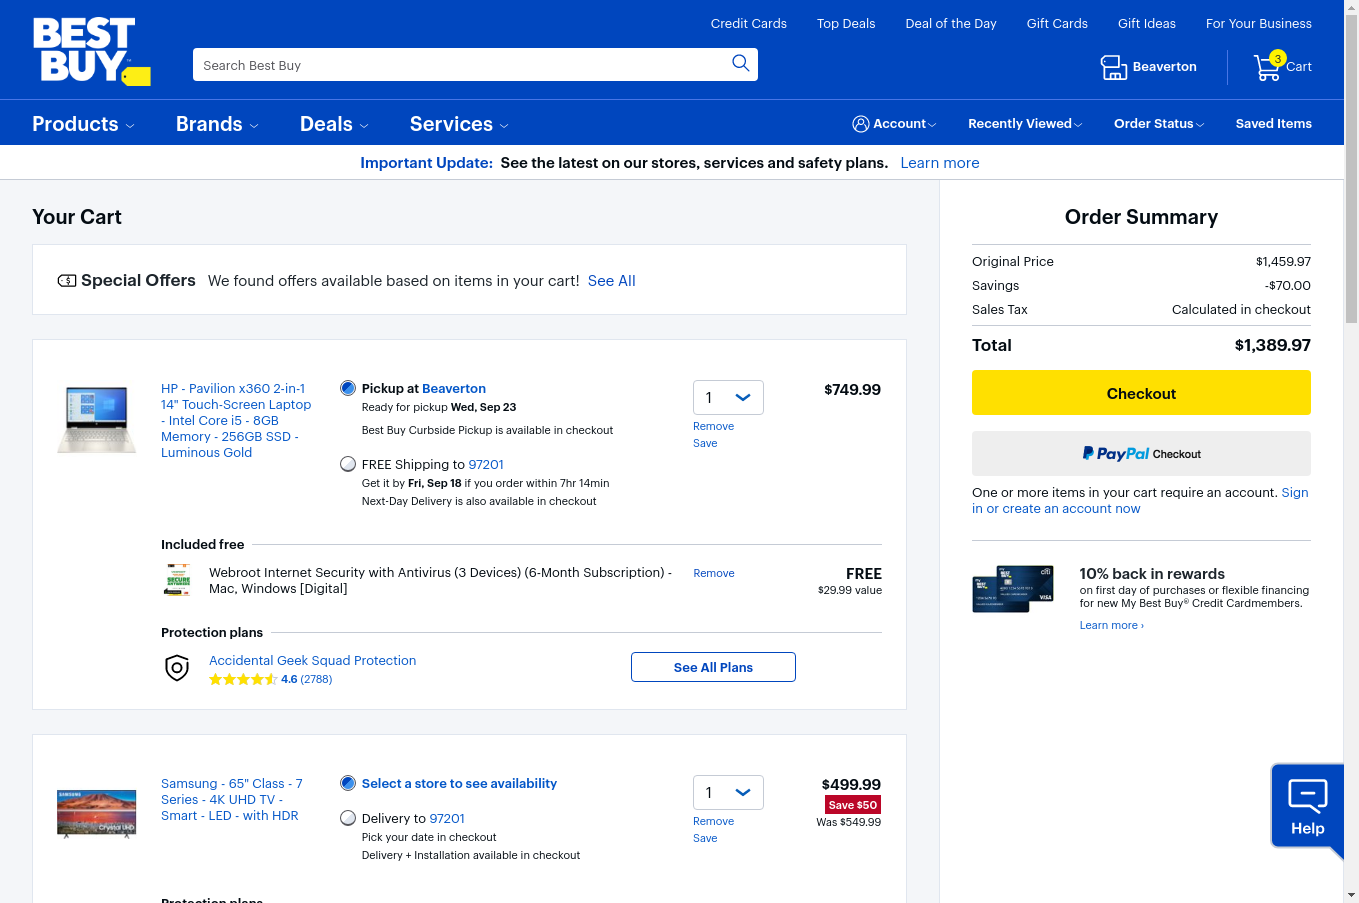 Credit Cards
Top Deals
Deal of the Day
Gift Cards
Gift Ideas
For Your Business
BEST
BUY
Search Best Buy
Beaverton
3
Cart
Products
Brands
Deals
Services
Account
Recently Viewed
Order Status
Saved Items
Important Update: See the latest on our stores, services and safety plans. Learn more
Your Cart
Special Offers We found offers available based on items in your cart! See All
HP - Pavilion x360 2-in-1
14" Touch-Screen Laptop
- Intel Core i5 - 8GB
Memory - 256GB SSD -
Luminous Gold
Pickup at Beaverton
Ready for pickup Wed, Sep 23
Best Buy Curbside Pickup is available in checkout
FREE Shipping to 97201
Get it by Fri, Sep 18 if you order within 7hr 14min
Next-Day Delivery is also available in checkout
1
Remove
Save
$749.99
Included free
Webroot Internet Security with Antivirus (3 Devices) (6-Month Subscription) -
Mac, Windows [Digital]
Remove
FREE
$29.99 value
Protection plans
Accidental Geek Squad Protection
4.6 (2788)
See All Plans
SAMSUNG
Crystal UHD
Samsung - 65" Class - 7
Series - 4K UHD TV -
Smart - LED - with HDR
Select a store to see availability
Delivery to 97201
Pick your date in checkout
Delivery + Installation available in checkout
1
Remove
Save
$499.99
Save $50
Was $549.99
Protection plans
Order Summary
Original Price $1,459.97
Savings -$70.00
Sales Tax Calculated in checkout
Total $1,389.97
Checkout
PayPal Checkout
One or more items in your cart require an account. Sign
in or create an account now
citi
VISA
10% back in rewards
on first day of purchases or flexible financing
for new My Best Buy® Credit Cardmembers.
Learn more ›
Help